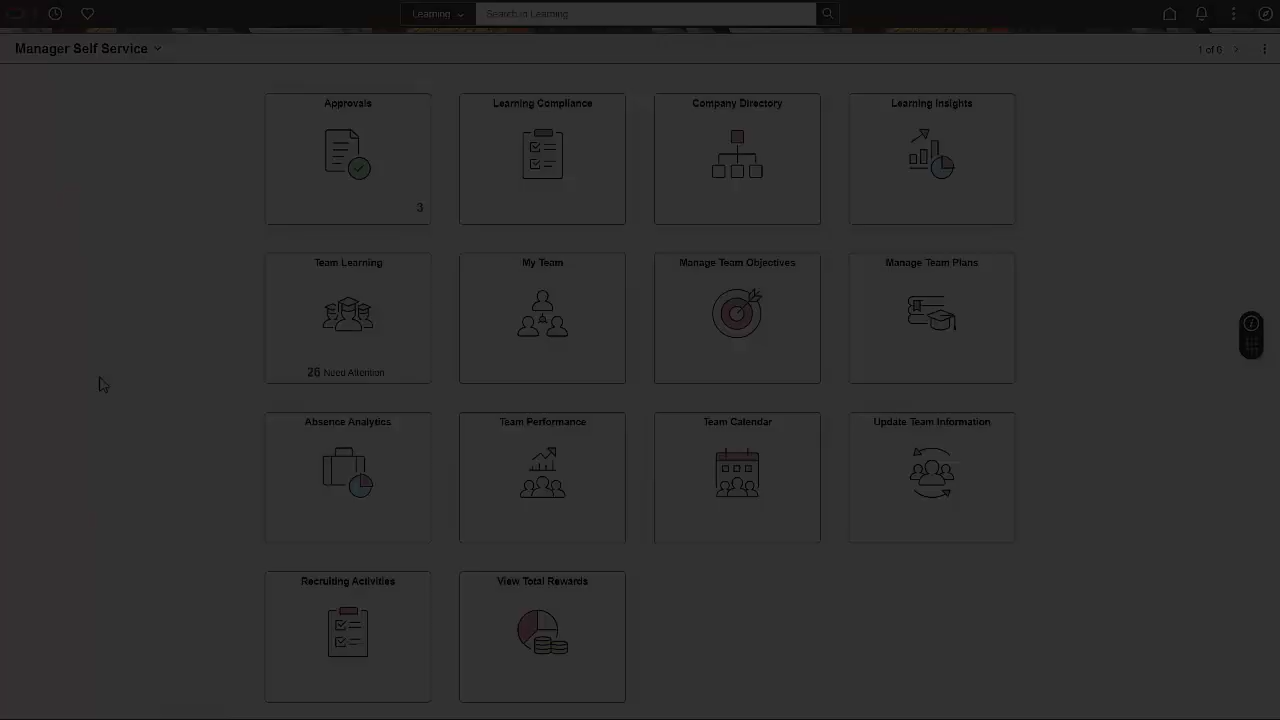 Learning
Search in Learning
Manager Self Service
1 of 6
Approvals
3
Learning Compliance
Company Directory
Learning Insights
Team Learning
26 Need Attention
My Team
Manage Team Objectives
Manage Team Plans
Absence Analytics
Team Performance
Team Calendar
Update Team Information
Recruiting Activities
View Total Rewards